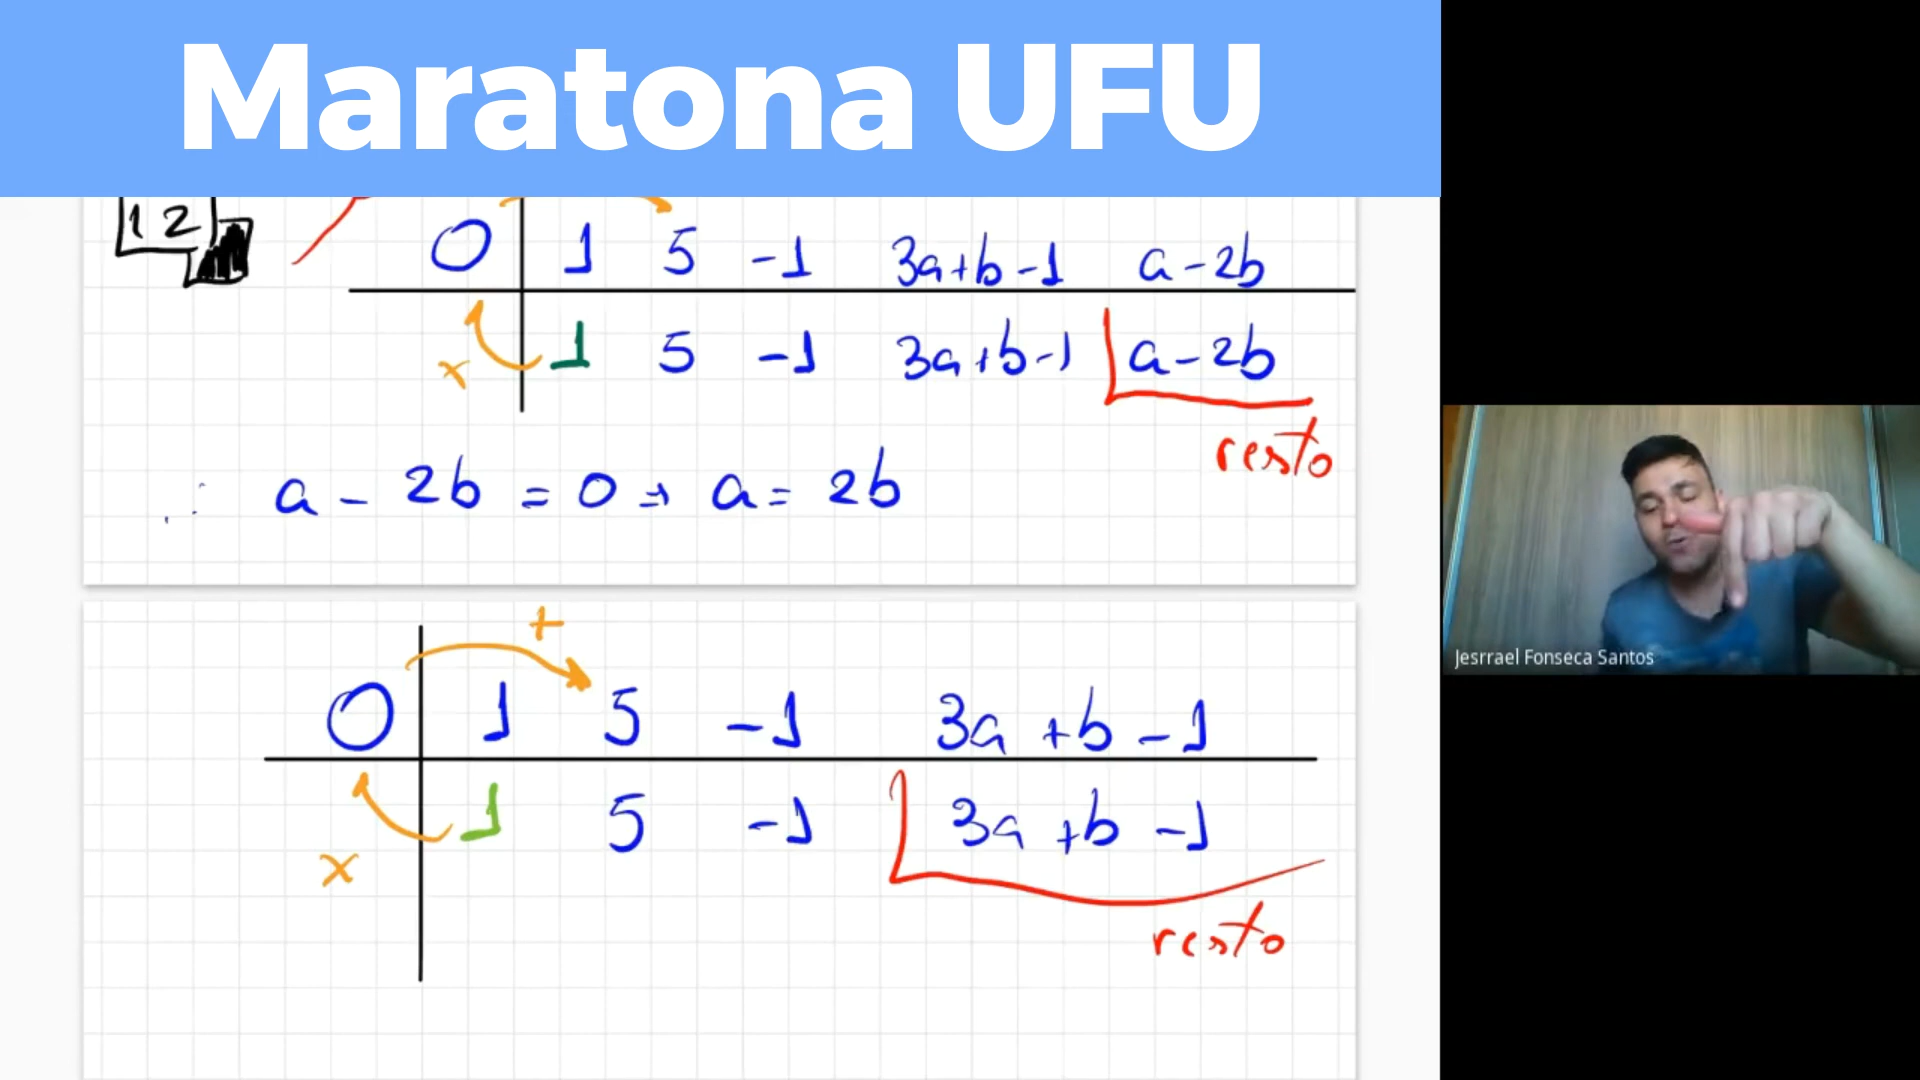 Maratona UFU
12
0 1 5 -1 3a+b-1 a-2b
x 1 5 -1 3a+b-1 a-2b
resto
∴ a - 2b = 0 ⇒ a = 2b
+
0 1 5 -1 3a +b -1
1 5 -1 3a +b -1
x
resto
Jesrrael Fonseca Santos